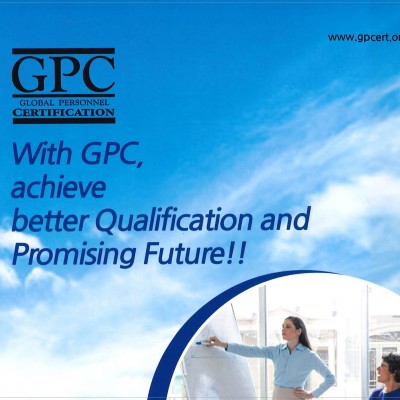 www.gpcert.or
GPC
GLOBAL PERSONNEL
CERTIFICATION
With GPC,
achieve
better Qualification and
Promising Future!!